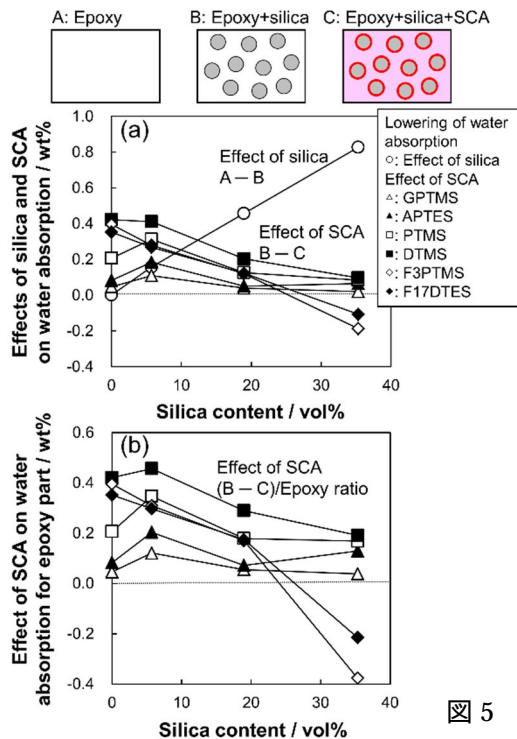 A: Epoxy
B: Epoxy+silica
C: Epoxy+silica+SCA
Effects of silica and SCA
on water absorption / wt%
1.0
0.8
0.6
0.4
0.2
0.0
-0.2
-0.4
(a)
Effect of silica
A — B
Effect of SCA
B — C
0
10
20
30
40
Silica content / vol%
Lowering of water
absorption
○: Effect of silica
Effect of SCA
△: GPTMS
▲: APTES
□: PTMS
■: DTMS
◇: F3PTMS
◆: F17DTES
Effect of SCA on water
absorption for epoxy part / wt%
0.6
0.4
0.2
0.0
-0.2
-0.4
(b)
Effect of SCA
(B — C)/Epoxy ratio
0
10
20
30
40
Silica content / vol%
図 5